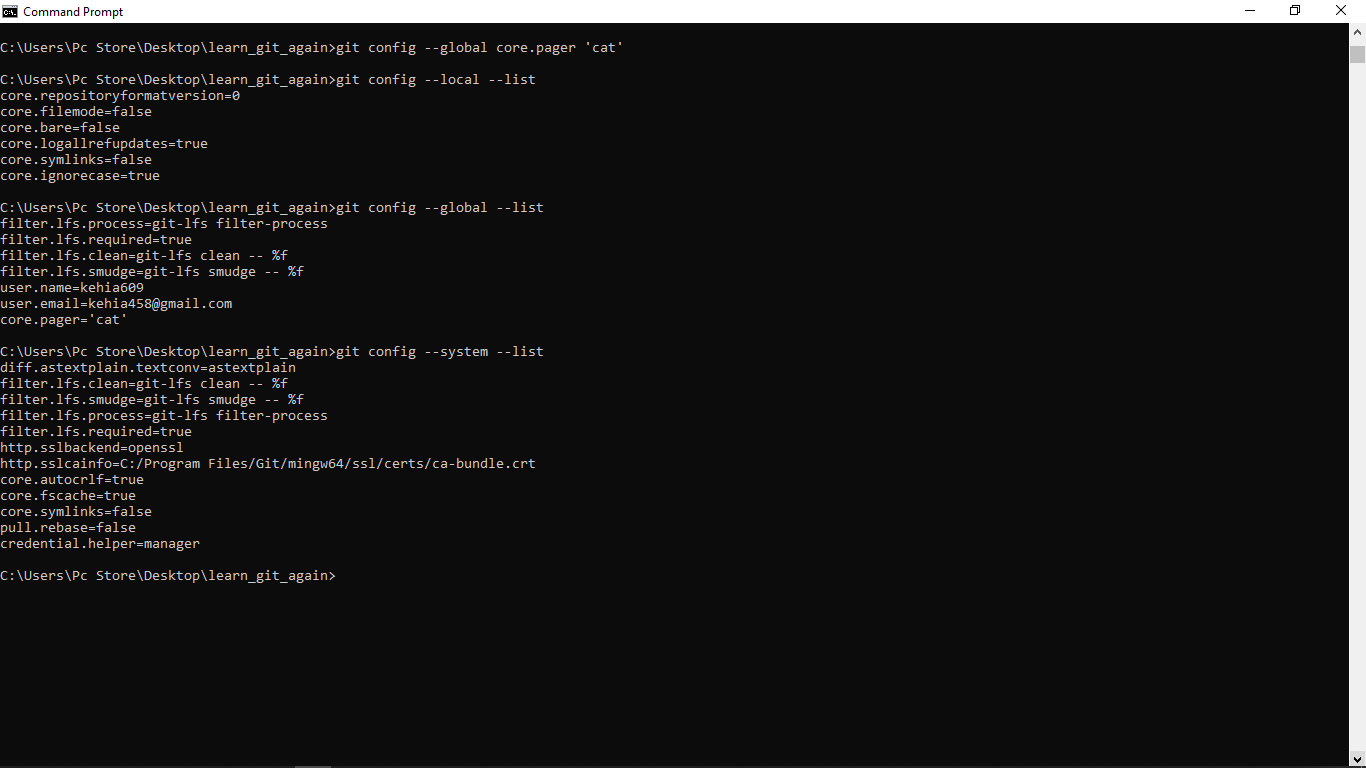 Command Prompt
C:\Users\Pc Store\Desktop\learn_git_again>git config --global core.pager 'cat'
C:\Users\Pc Store\Desktop\learn_git_again>git config --local --list
core.repositoryformatversion=0
core.filemode=false
core.bare=false
core.logallrefupdates=true
core.symlinks=false
core.ignorecase=true
C:\Users\Pc Store\Desktop\learn_git_again>git config --global --list
filter.lfs.process=git-lfs filter-process
filter.lfs.required=true
filter.lfs.clean=git-lfs clean -- %f
filter.lfs.smudge=git-lfs smudge -- %f
user.name=kehia609
user.email=kehia458@gmail.com
core.pager='cat'
C:\Users\Pc Store\Desktop\learn_git_again>git config --system --list
diff.astextplain.textconv=astextplain
filter.lfs.clean=git-lfs clean -- %f
filter.lfs.smudge=git-lfs smudge -- %f
filter.lfs.process=git-lfs filter-process
filter.lfs.required=true
http.sslbackend=openssl
http.sslcainfo=C:/Program Files/Git/mingw64/ssl/certs/ca-bundle.crt
core.autocrlf=true
core.fscache=true
core.symlinks=false
pull.rebase=false
credential.helper=manager
C:\Users\Pc Store\Desktop\learn_git_again>